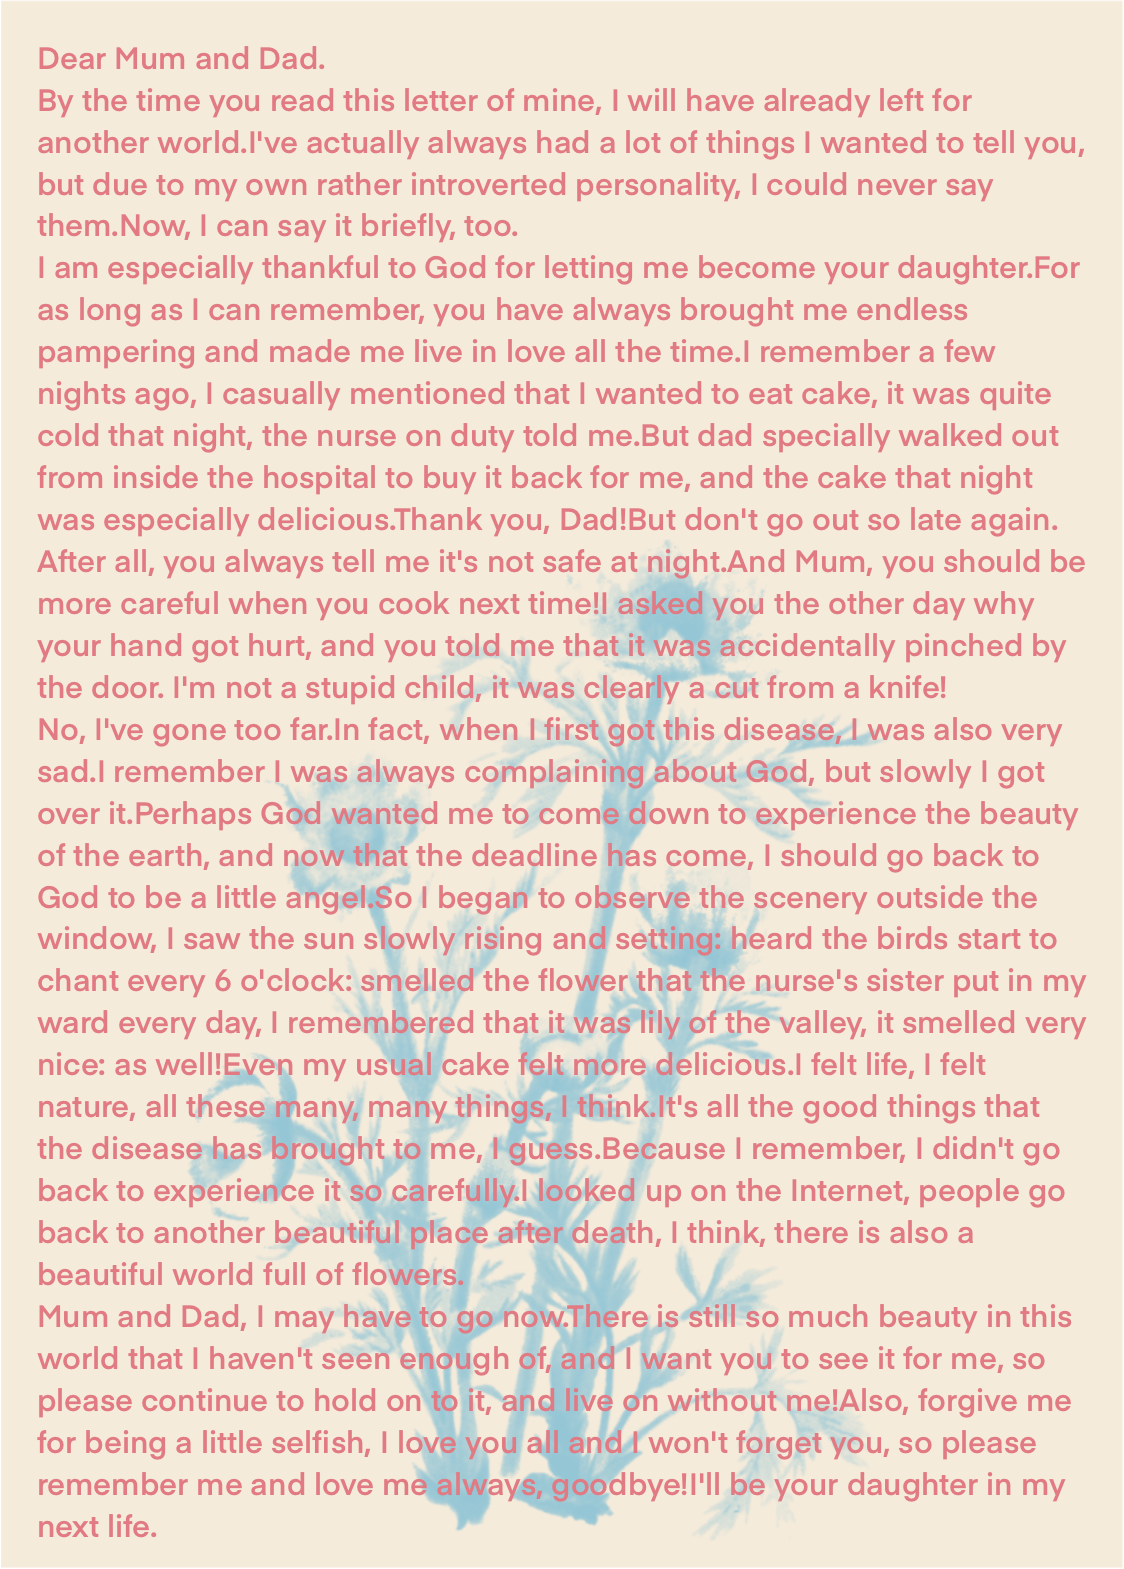 Dear Mum and Dad.
By the time you read this letter of mine, I will have already left for
another world.I've actually always had a lot of things I wanted to tell you,
but due to my own rather introverted personality, I could never say
them.Now, I can say it briefly, too.
I am especially thankful to God for letting me become your daughter.For
as long as I can remember, you have always brought me endless
pampering and made me live in love all the time.I remember a few
nights ago, I casually mentioned that I wanted to eat cake, it was quite
cold that night, the nurse on duty told me.But dad specially walked out
from inside the hospital to buy it back for me, and the cake that night
was especially delicious.Thank you, Dad!But don't go out so late again.
After all, you always tell me it's not safe at night.And Mum, you should be
more careful when you cook next time!I asked you the other day why
your hand got hurt, and you told me that it was accidentally pinched by
the door. I'm not a stupid child, it was clearly a cut from a knife!
No, I've gone too far.In fact, when I first got this disease, I was also very
sad.I remember I was always complaining about God, but slowly I got
over it.Perhaps God wanted me to come down to experience the beauty
of the earth, and now that the deadline has come, I should go back to
God to be a little angel.So I began to observe the scenery outside the
window, I saw the sun slowly rising and setting: heard the birds start to
chant every 6 o'clock: smelled the flower that the nurse's sister put in my
ward every day, I remembered that it was lily of the valley, it smelled very
nice: as well!Even my usual cake felt more delicious.I felt life, I felt
nature, all these many, many things, I think.It's all the good things that
the disease has brought to me, I guess.Because I remember, I didn't go
back to experience it so carefully.I looked up on the Internet, people go
back to another beautiful place after death, I think, there is also a
beautiful world full of flowers.
Mum and Dad, I may have to go now.There is still so much beauty in this
world that I haven't seen enough of, and I want you to see it for me, so
please continue to hold on to it, and live on without me!Also, forgive me
for being a little selfish, I love you all and I won't forget you, so please
remember me and love me always, goodbye!I'll be your daughter in my
next life.